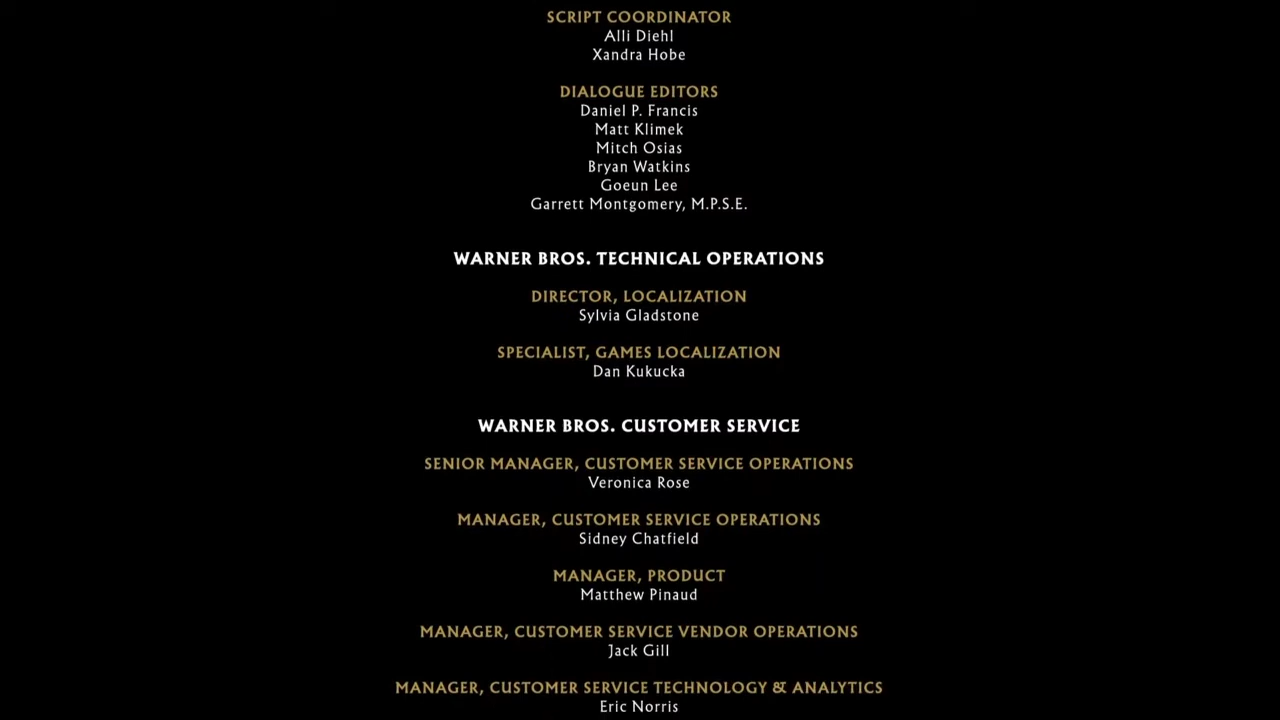 SCRIPT COORDINATOR
Alli Diehl
Xandra Hobe
DIALOGUE EDITORS
Daniel P. Francis
Matt Klimek
Mitch Osias
Bryan Watkins
Goeun Lee
Garrett Montgomery, M.P.S.E.
WARNER BROS. TECHNICAL OPERATIONS
DIRECTOR, LOCALIZATION
Sylvia Gladstone
SPECIALIST, GAMES LOCALIZATION
Dan Kukucka
WARNER BROS. CUSTOMER SERVICE
SENIOR MANAGER, CUSTOMER SERVICE OPERATIONS
Veronica Rose
MANAGER, CUSTOMER SERVICE OPERATIONS
Sidney Chatfield
MANAGER, PRODUCT
Matthew Pinaud
MANAGER, CUSTOMER SERVICE VENDOR OPERATIONS
Jack Gill
MANAGER, CUSTOMER SERVICE TECHNOLOGY & ANALYTICS
Eric Norris